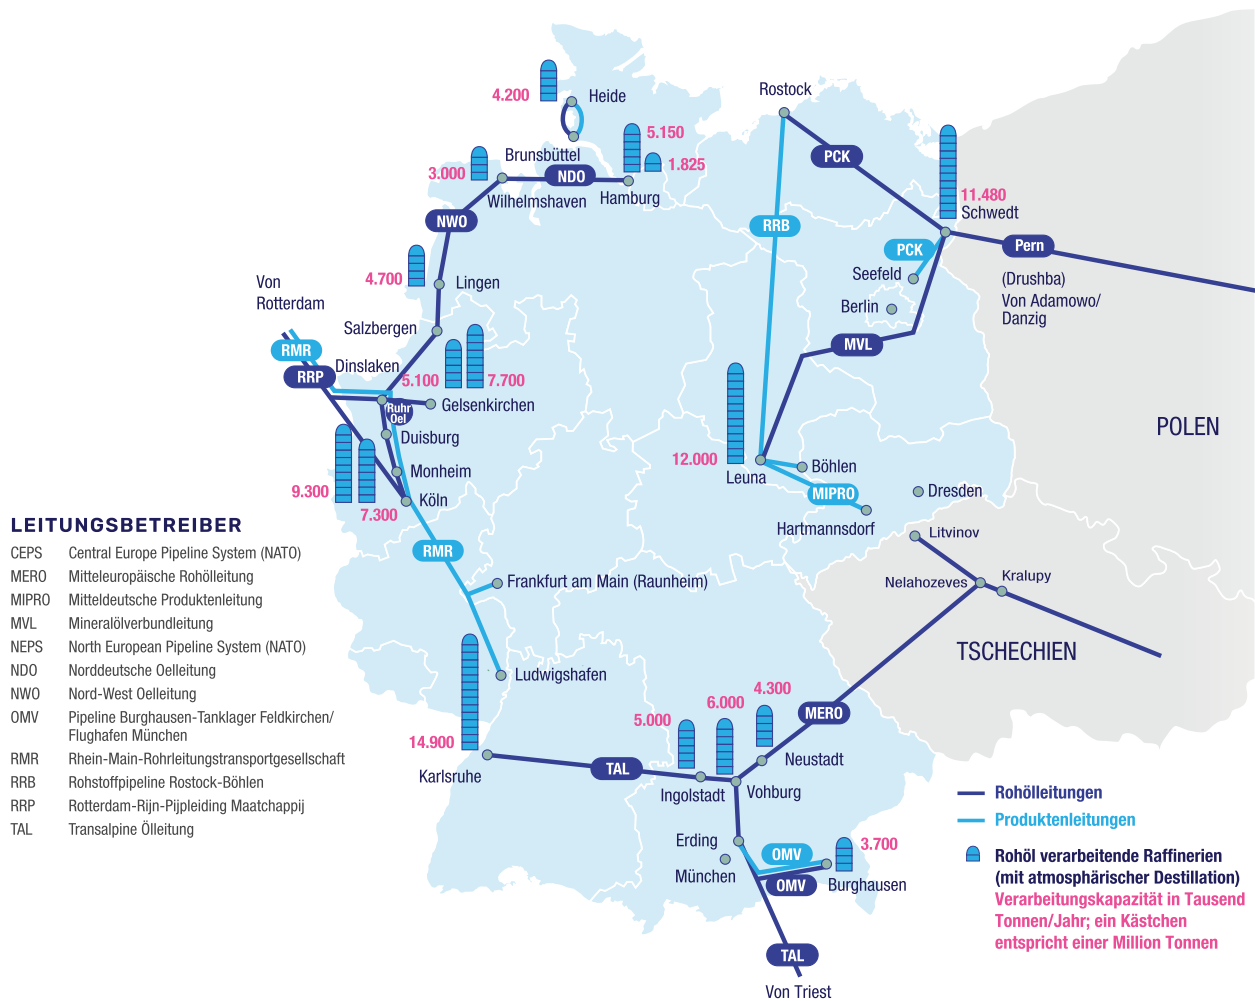 Rostock
4.200
Heide
5.150
1.825
PCK
Brunsbüttel
3.000
NDO
Wilhelmshaven
Hamburg
11.480
Schwedt
NWO
RRB
PCK
Pern
Seefeld
(Drushba)
Von Adamowo/
Danzig
4.700
Lingen
Von
Rotterdam
Berlin
Salzbergen
MVL
RMR
Dinslaken
RRP
5.100
7.700
Ruhr
Oel
Gelsenkirchen
Duisburg
POLEN
12.000
Leuna
Böhlen
Monheim
MIPRO
9.300
7.300
Köln
Dresden
Hartmannsdorf
Litvinov
RMR
Nelahozeves
Kralupy
Frankfurt am Main (Raunheim)
TSCHECHIEN
Ludwigshafen
LEITUNGSBETREIBER
CEPS Central Europe Pipeline System (NATO)
MERO Mitteleuropäische Rohölleitung
MIPRO Mitteldeutsche Produktenleitung
MVL Mineralölverbundleitung
NEPS North European Pipeline System (NATO)
NDO Norddeutsche Oelleitung
NWO Nord-West Oelleitung
OMV Pipeline Burghausen-Tanklager Feldkirchen/
Flughafen München
RMR Rhein-Main-Rohrleitungstransportgesellschaft
RRB Rohstoffpipeline Rostock-Böhlen
RRP Rotterdam-Rijn-Pijpleiding Maatchappij
TAL Transalpine Ölleitung
14.900
Karlsruhe
TAL
5.000
6.000
4.300
MERO
Ingolstadt
Vohburg
Neustadt
Erding
München
OMV
OMV
3.700
Burghausen
TAL
Von Triest
Rohölleitungen
Produktenleitungen
Rohöl verarbeitende Raffinerien
(mit atmosphärischer Destillation)
Verarbeitungskapazität in Tausend
Tonnen/Jahr; ein Kästchen
entspricht einer Million Tonnen